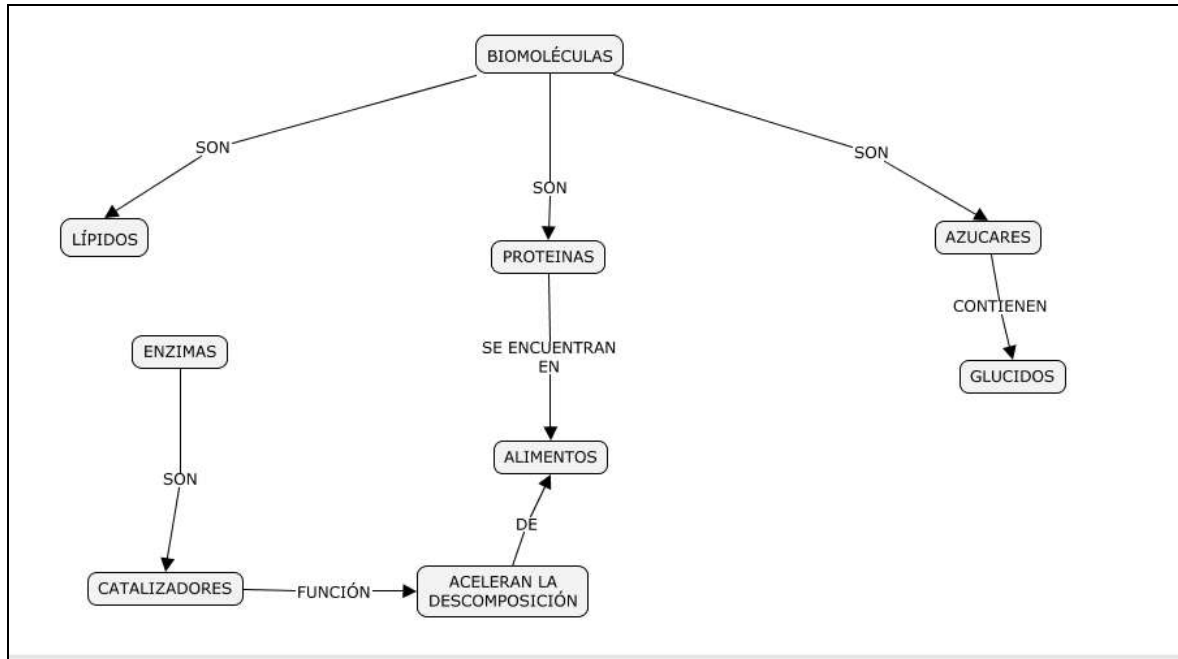 BIOMOLÉCULAS
SON
SON
SON
LÍPIDOS
PROTEINAS
AZUCARES
CONTIENEN
ENZIMAS
SE ENCUENTRAN
EN
GLUCIDOS
ALIMENTOS
SON
DE
CATALIZADORES
FUNCIÓN
ACELERAN LA
DESCOMPOSICIÓN